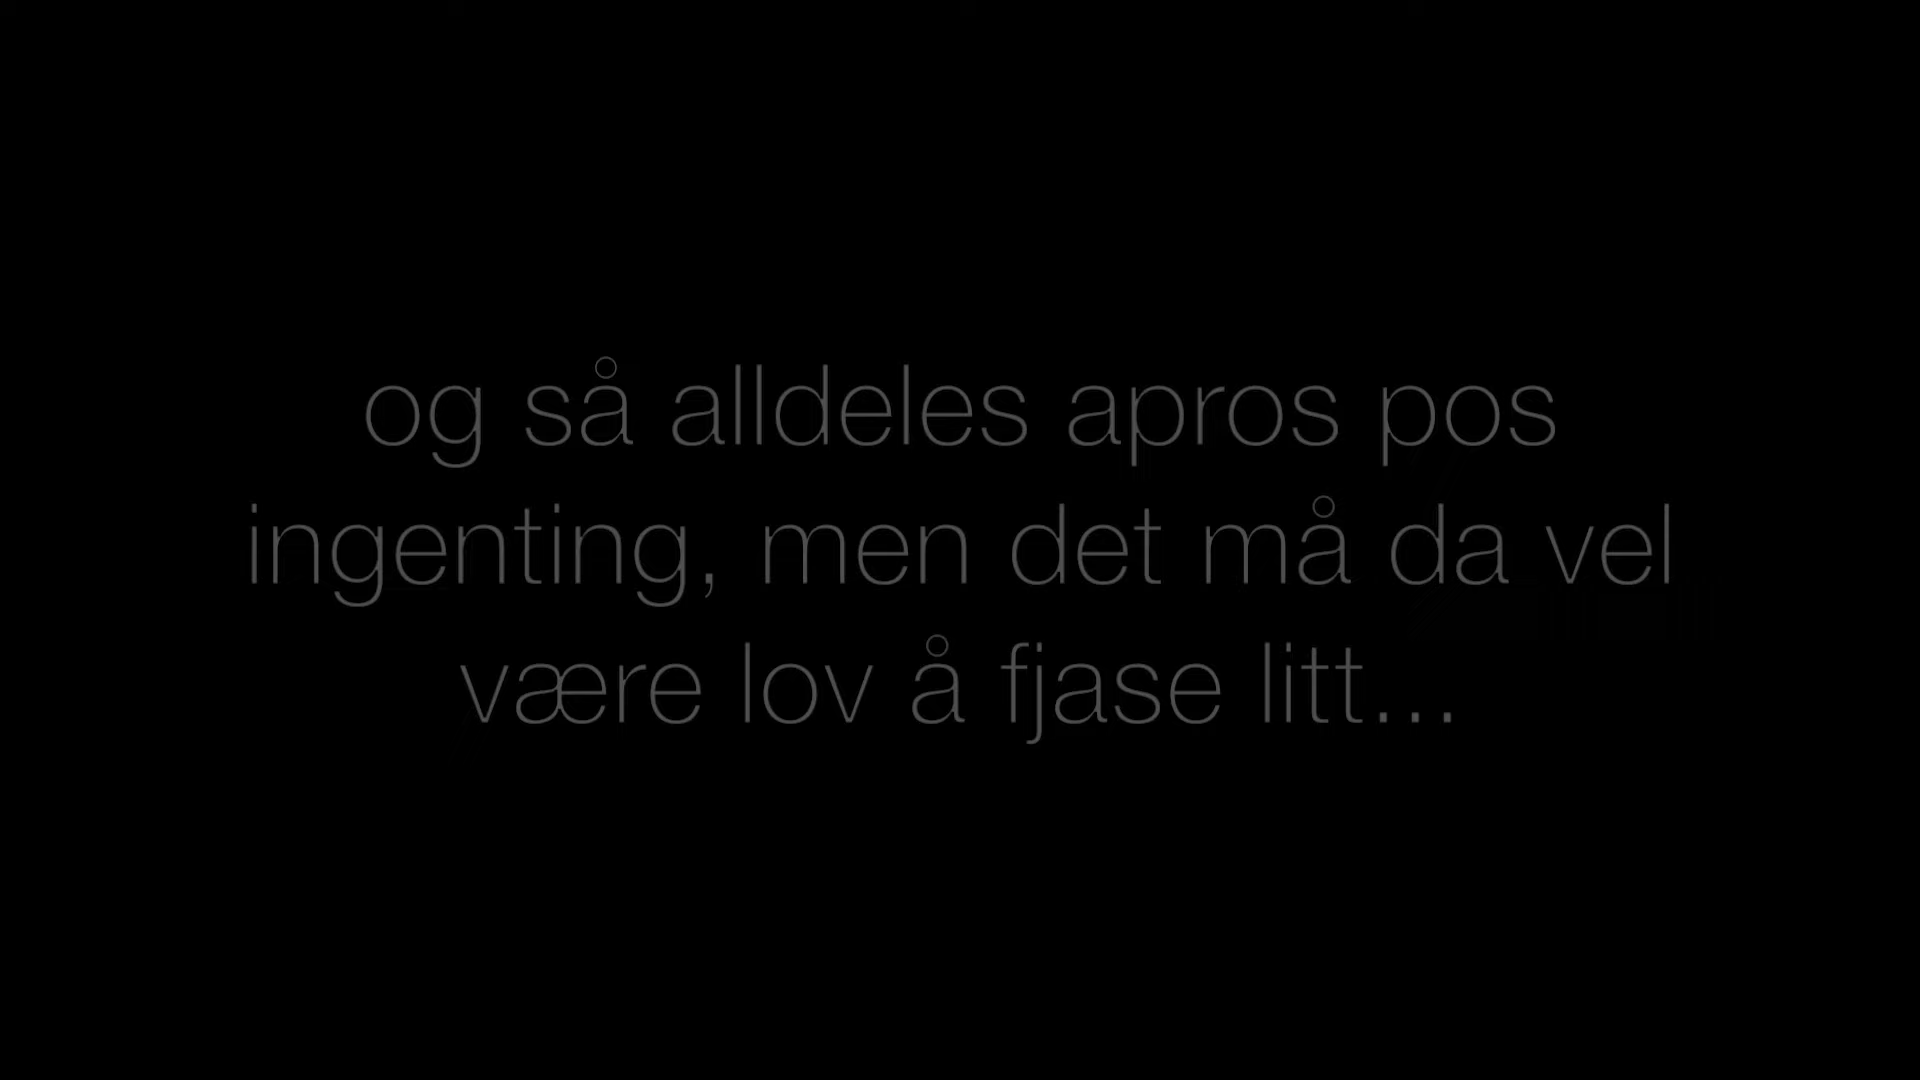 og så alldeles apros pos
ingenting, men det må da vel
være lov å fjase litt...